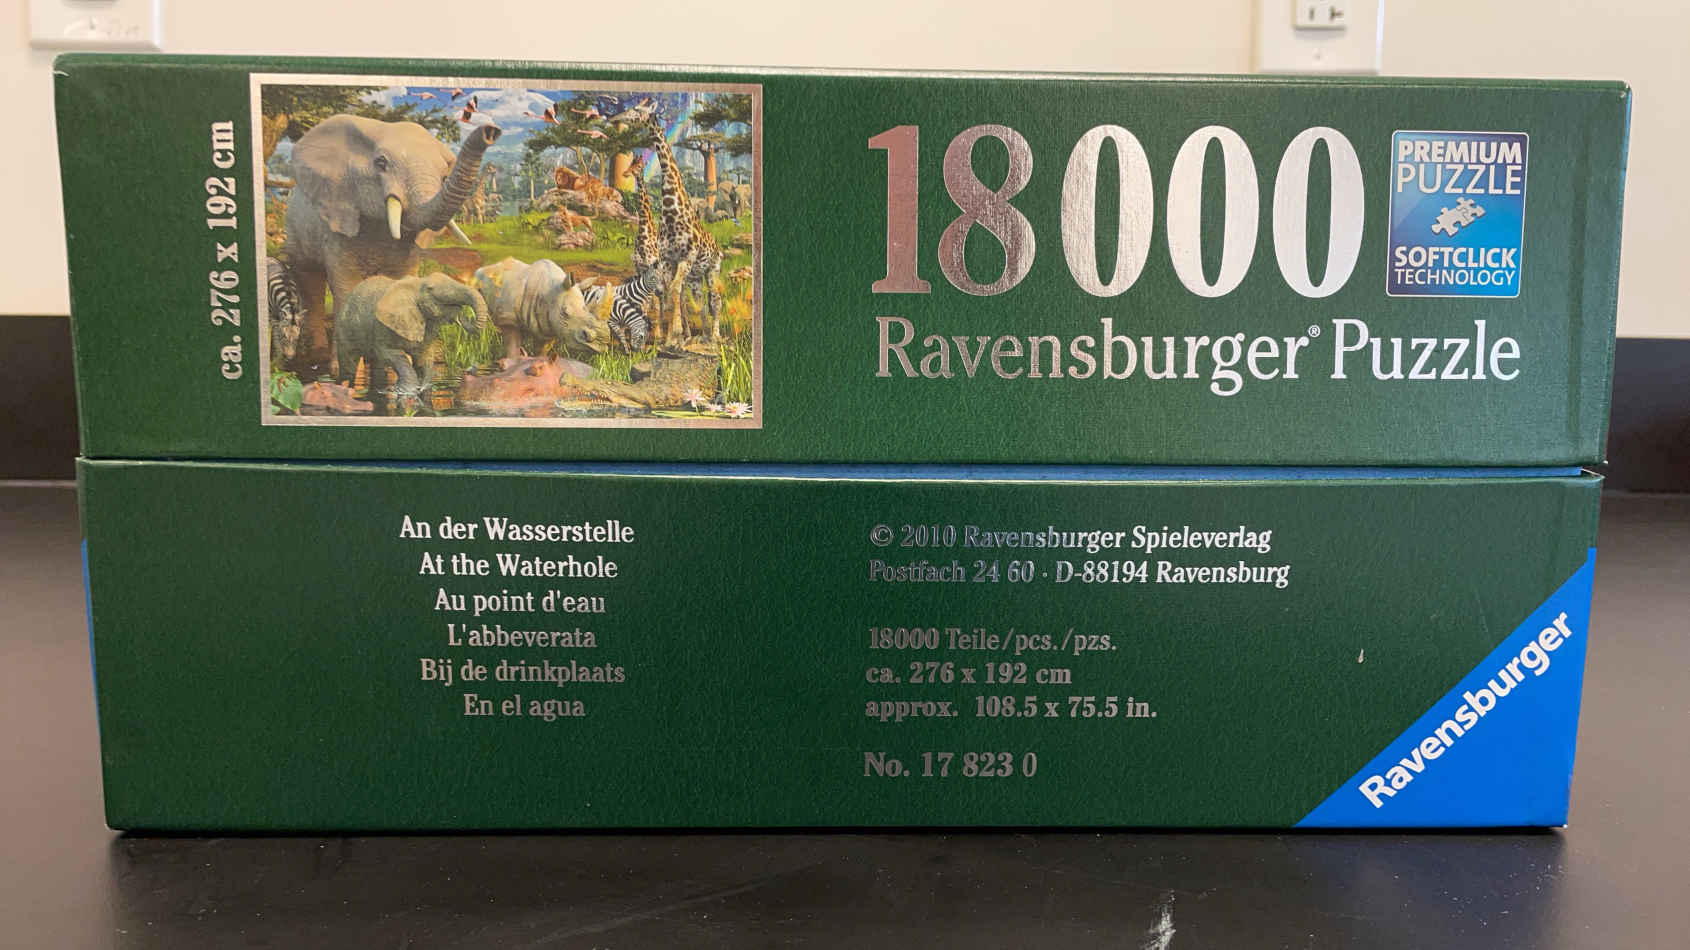 ca. 276 x 192 cm
18000
Ravensburger® Puzzle
PREMIUM
PUZZLE
SOFTCLICK
TECHNOLOGY
An der Wasserstelle
At the Waterhole
Au point d'eau
L'abbeverata
Bij de drinkplaats
En el agua
© 2010 Ravensburger Spieleverlag
Postfach 24 60 · D-88194 Ravensburg
18000 Teile/pcs./pzs.
ca. 276 x 192 cm
approx. 108.5 x 75.5 in.
No. 17 823 0
Ravensburger